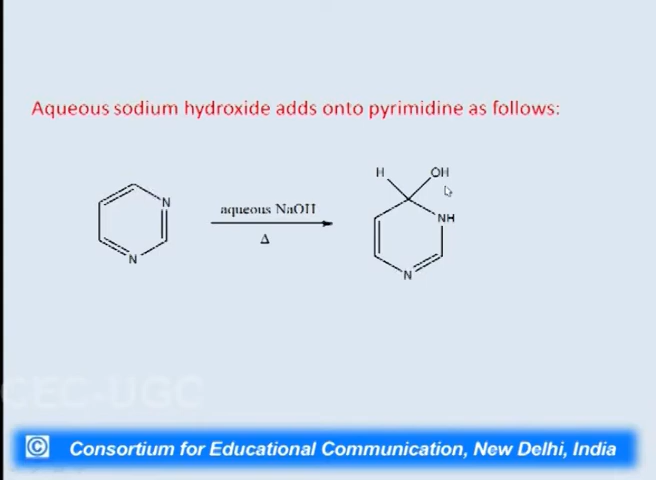 Aqueous sodium hydroxide adds onto pyrimidine as follows:
H OH
N aqueous NaOH NH
Δ
N N
CEC-UGC
© Consortium for Educational Communication, New Delhi, India